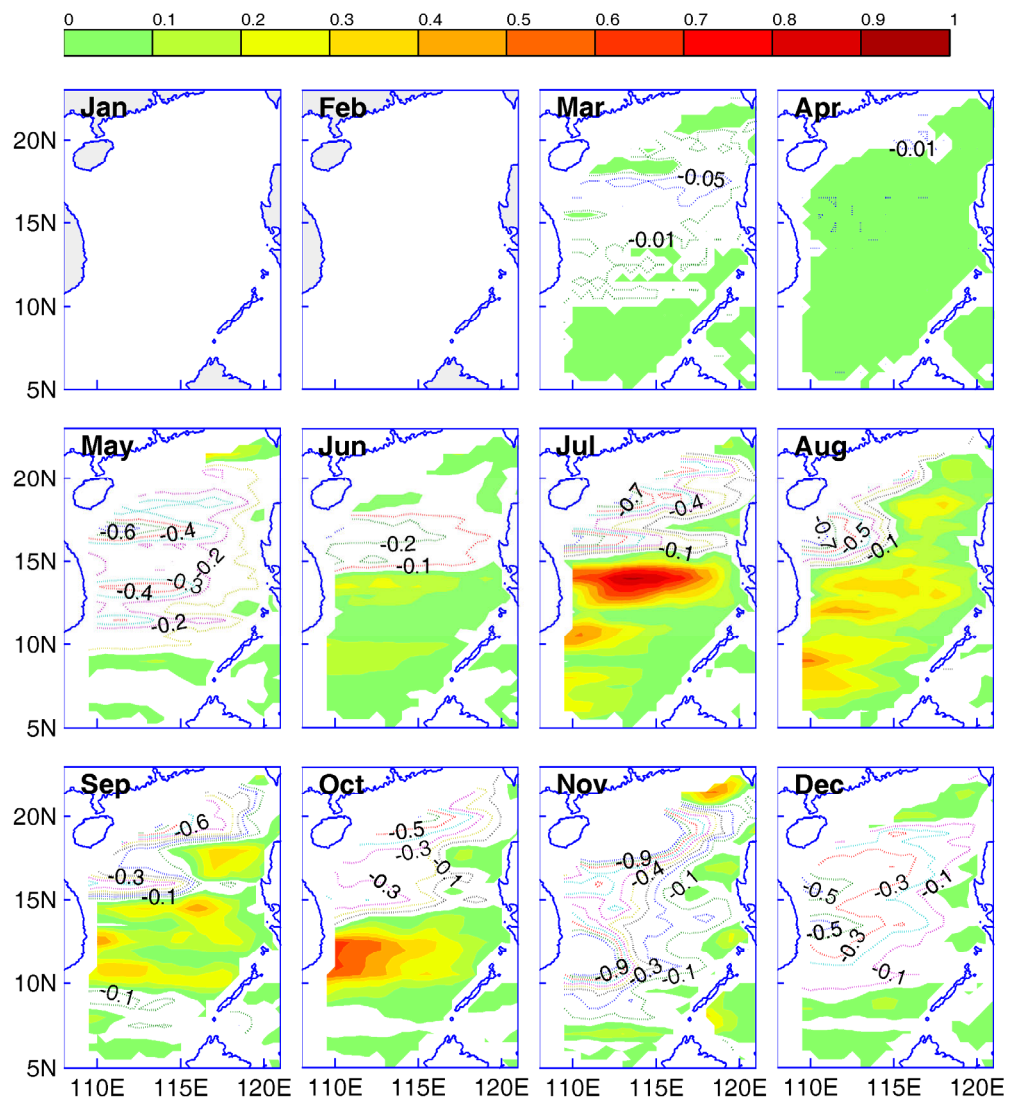 0 0.1 0.2 0.3 0.4 0.5 0.6 0.7 0.8 0.9 1
Jan Feb Mar Apr
20N
15N
10N
5N
-0.05
-0.01
-0.01
May Jun Jul Aug
20N
15N
10N
5N
-0.6 -0.4
-0.2
-0.3
-0.4
-0.2
-0.2
-0.1
-0.7
-0.4
-0.1
-0.7
-0.5
-0.1
Sep Oct Nov Dec
20N
15N
10N
5N
-0.6
-0.3
-0.1
-0.1
-0.5
-0.3
-0.1
-0.3
-0.9
-0.4
-0.1
-0.9
-0.3
-0.1
-0.5
-0.3
-0.1
-0.5
-0.3
-0.1
110E 115E 120E 110E 115E 120E 110E 115E 120E 110E 115E 120E